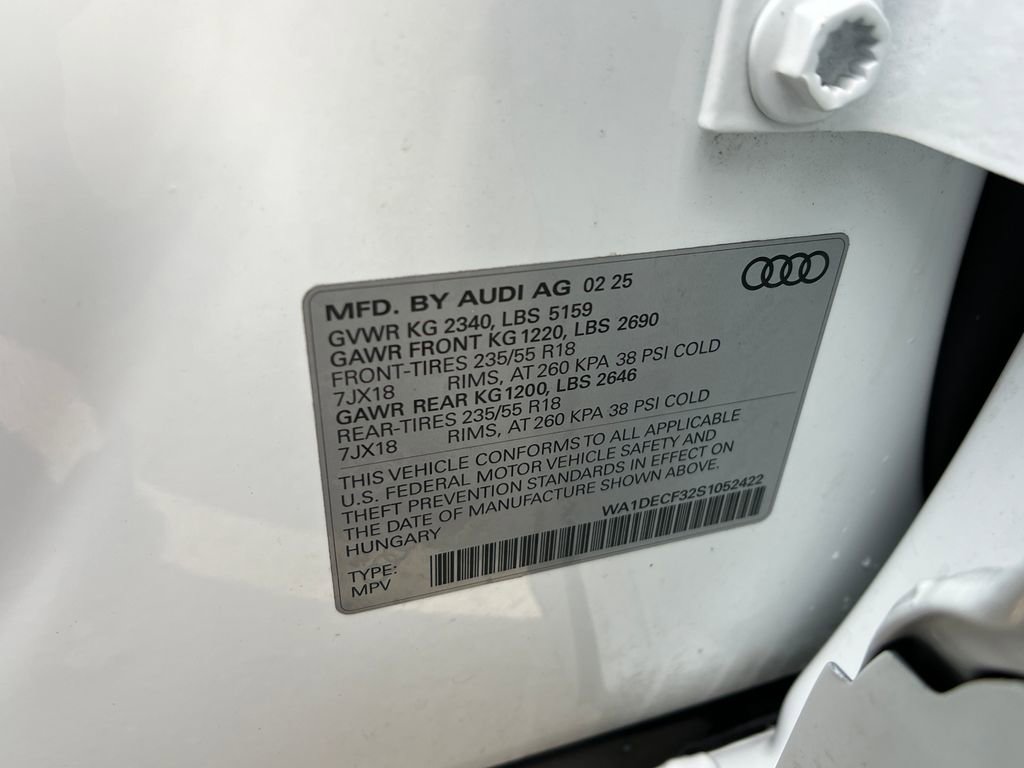 MFD. BY AUDI AG 02 25
GVWR KG 2340, LBS 5159
GAWR FRONT KG 1220, LBS 2690
FRONT-TIRES 235/55 R18
7JX18 RIMS, AT 260 KPA 38 PSI COLD
GAWR REAR KG 1200, LBS 2646
REAR-TIRES 235/55 R18
7JX18 RIMS, AT 260 KPA 38 PSI COLD
THIS VEHICLE CONFORMS TO ALL APPLICABLE
U.S. FEDERAL MOTOR VEHICLE SAFETY AND
THEFT PREVENTION STANDARDS IN EFFECT ON
THE DATE OF MANUFACTURE SHOWN ABOVE.
HUNGARY WA1DECF32S1052422
TYPE:
MPV